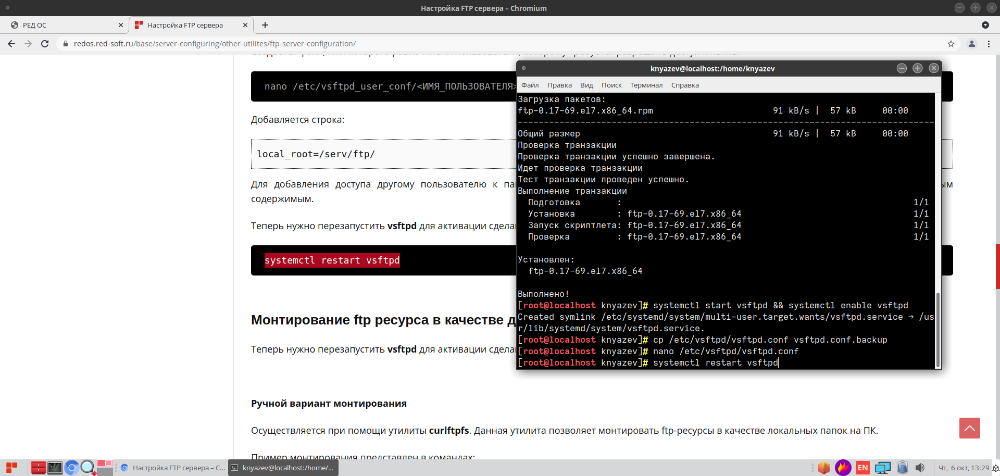 Настройка FTP сервера – Chromium
РЕД ОС
Настройка FTP сервера
redos.red-soft.ru/base/server-configuring/other-utilites/ftp-server-configuration/
nano /etc/vsftpd_user_conf/<ИМЯ_ПОЛЬЗОВАТЕЛЯ>
Добавляется строка:
local_root=/serv/ftp/
Для добавления доступа другому пользователю к
содержимым.
Теперь нужно перезапустить vsftpd для активации
systemctl restart vsftpd
Монтирование ftp ресурса в качестве
Теперь нужно перезапустить vsftpd для активации
Ручной вариант монтирования
Осуществляется при помощи утилиты curlftpfs. Данная утилита позволяет монтировать ftp-ресурсы в качестве локальных папок на ПК.
Пример монтирования представлен в командах:
knyazev@localhost:/home/knyazev
Файл Правка Вид Поиск Терминал Справка
Загрузка пакетов:
ftp-0.17-69.el7.x86_64.rpm 91 kB/s | 57 kB 00:00
--------------------------------------------------------------------------------
Общий размер 91 kB/s | 57 kB 00:00
Проверка транзакции
Проверка транзакции успешно завершена.
Идет проверка транзакции
Тест транзакции проведен успешно.
Выполнение транзакции
Подготовка : 1/1
Установка : ftp-0.17-69.el7.x86_64 1/1
Запуск скриптлета: ftp-0.17-69.el7.x86_64 1/1
Проверка : ftp-0.17-69.el7.x86_64 1/1
Установлен:
ftp-0.17-69.el7.x86_64
Выполнено!
[root@localhost knyazev]# systemctl start vsftpd && systemctl enable vsftpd
Created symlink /etc/systemd/system/multi-user.target.wants/vsftpd.service → /us
r/lib/systemd/system/vsftpd.service.
[root@localhost knyazev]# cp /etc/vsftpd/vsftpd.conf vsftpd.conf.backup
[root@localhost knyazev]# nano /etc/vsftpd/vsftpd.conf
[root@localhost knyazev]# systemctl restart vsftpd
Настройка FTP сервера – C...
knyazev@localhost:/home/...
EN
Чт, 6 окт, 13:29